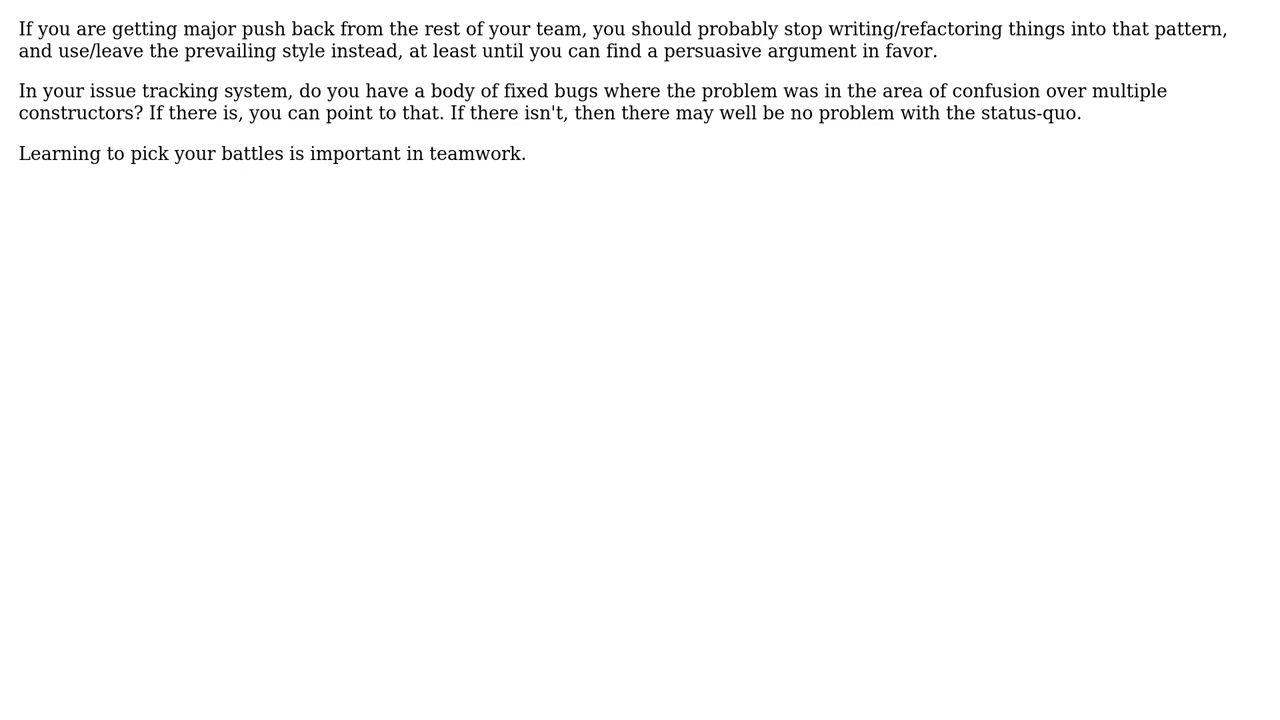 If you are getting major push back from the rest of your team, you should probably stop writing/refactoring things into that pattern,
and use/leave the prevailing style instead, at least until you can find a persuasive argument in favor.
In your issue tracking system, do you have a body of fixed bugs where the problem was in the area of confusion over multiple
constructors? If there is, you can point to that. If there isn't, then there may well be no problem with the status-quo.
Learning to pick your battles is important in teamwork.